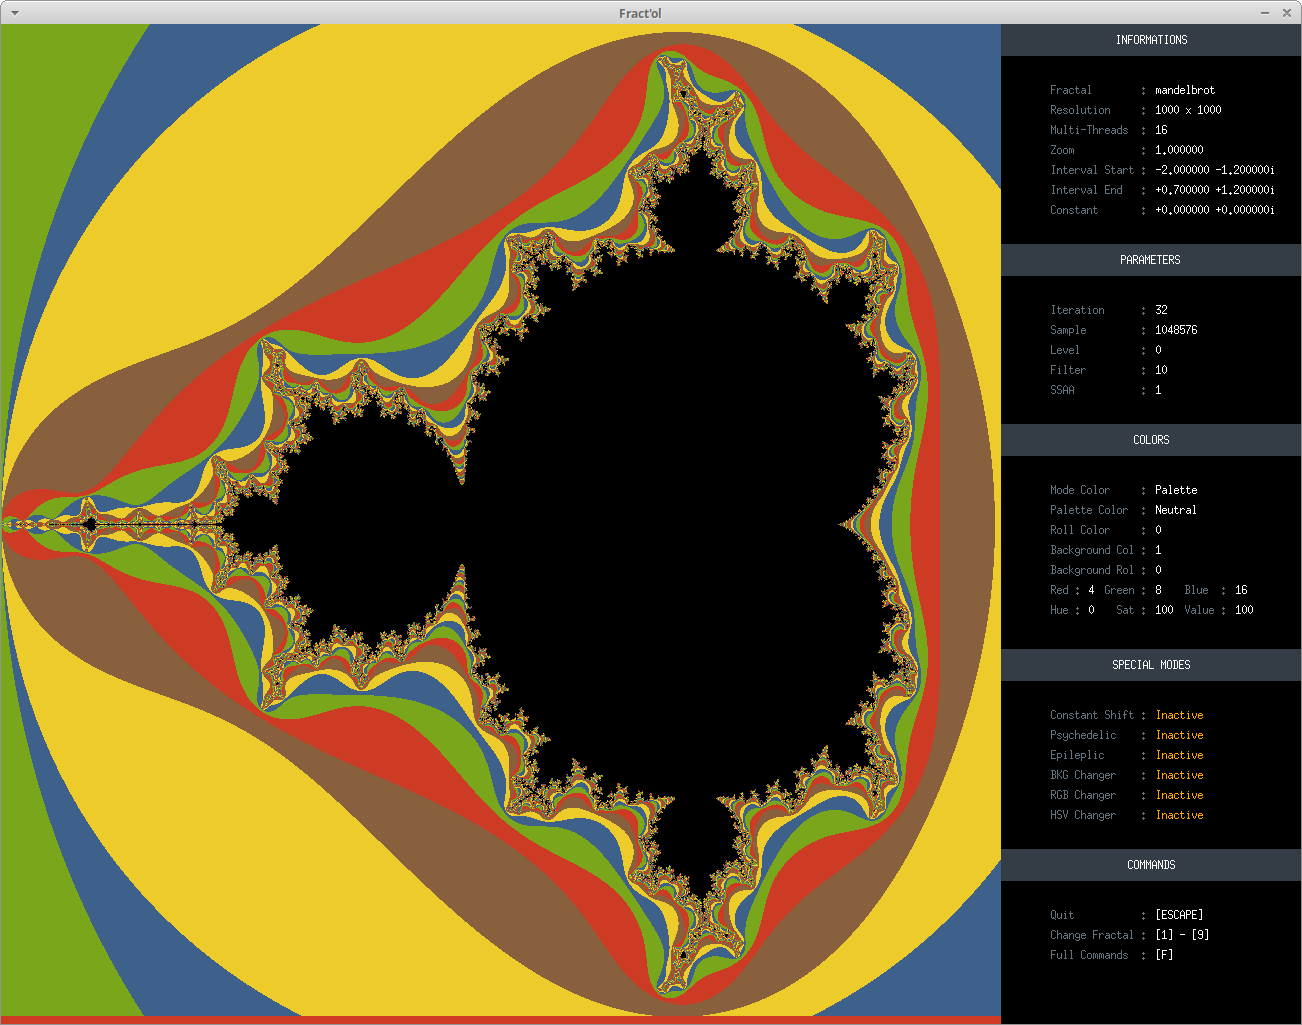 Fract'ol
INFORMATIONS
Fractal : mandelbrot
Resolution : 1000 x 1000
Multi-Threads : 16
Zoom : 1.000000
Interval Start : -2.000000 -1.200000i
Interval End : +0.700000 +1.200000i
Constant : +0.000000 +0.000000i
PARAMETERS
Iteration : 32
Sample : 1048576
Level : 0
Filter : 10
SSAA : 1
COLORS
Mode Color : Palette
Palette Color : Neutral
Roll Color : 0
Background Col : 1
Background Rol : 0
Red : 4 Green : 8 Blue : 16
Hue : 0 Sat : 100 Value : 100
SPECIAL MODES
Constant Shift : Inactive
Psychedelic : Inactive
Epileplic : Inactive
BKG Changer : Inactive
RGB Changer : Inactive
HSV Changer : Inactive
COMMANDS
Quit : [ESCAPE]
Change Fractal : [1] - [9]
Full Commands : [F]